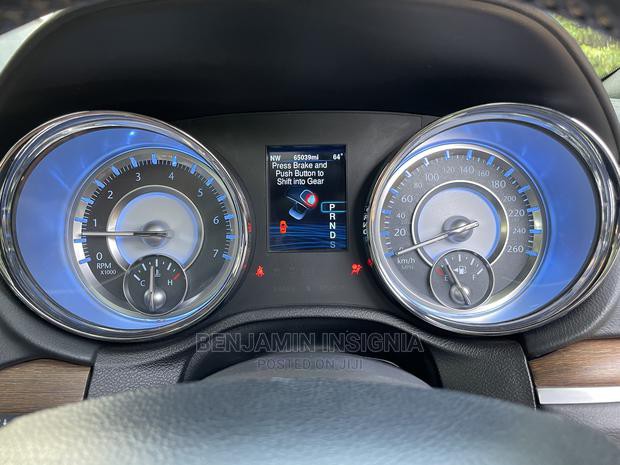 NW 65039mi 64°
Press Brake and
Push Button to
Shift into Gear
P
R
N
D
S
0 1 2 3 4 5 6 7
RPM
X1000
C H
0 20 40 60 80 100 120 140 160 180 200 220 240 260
km/h
MPH
E F
BENJAMIN INSIGNIA
POSTED ON JIJI